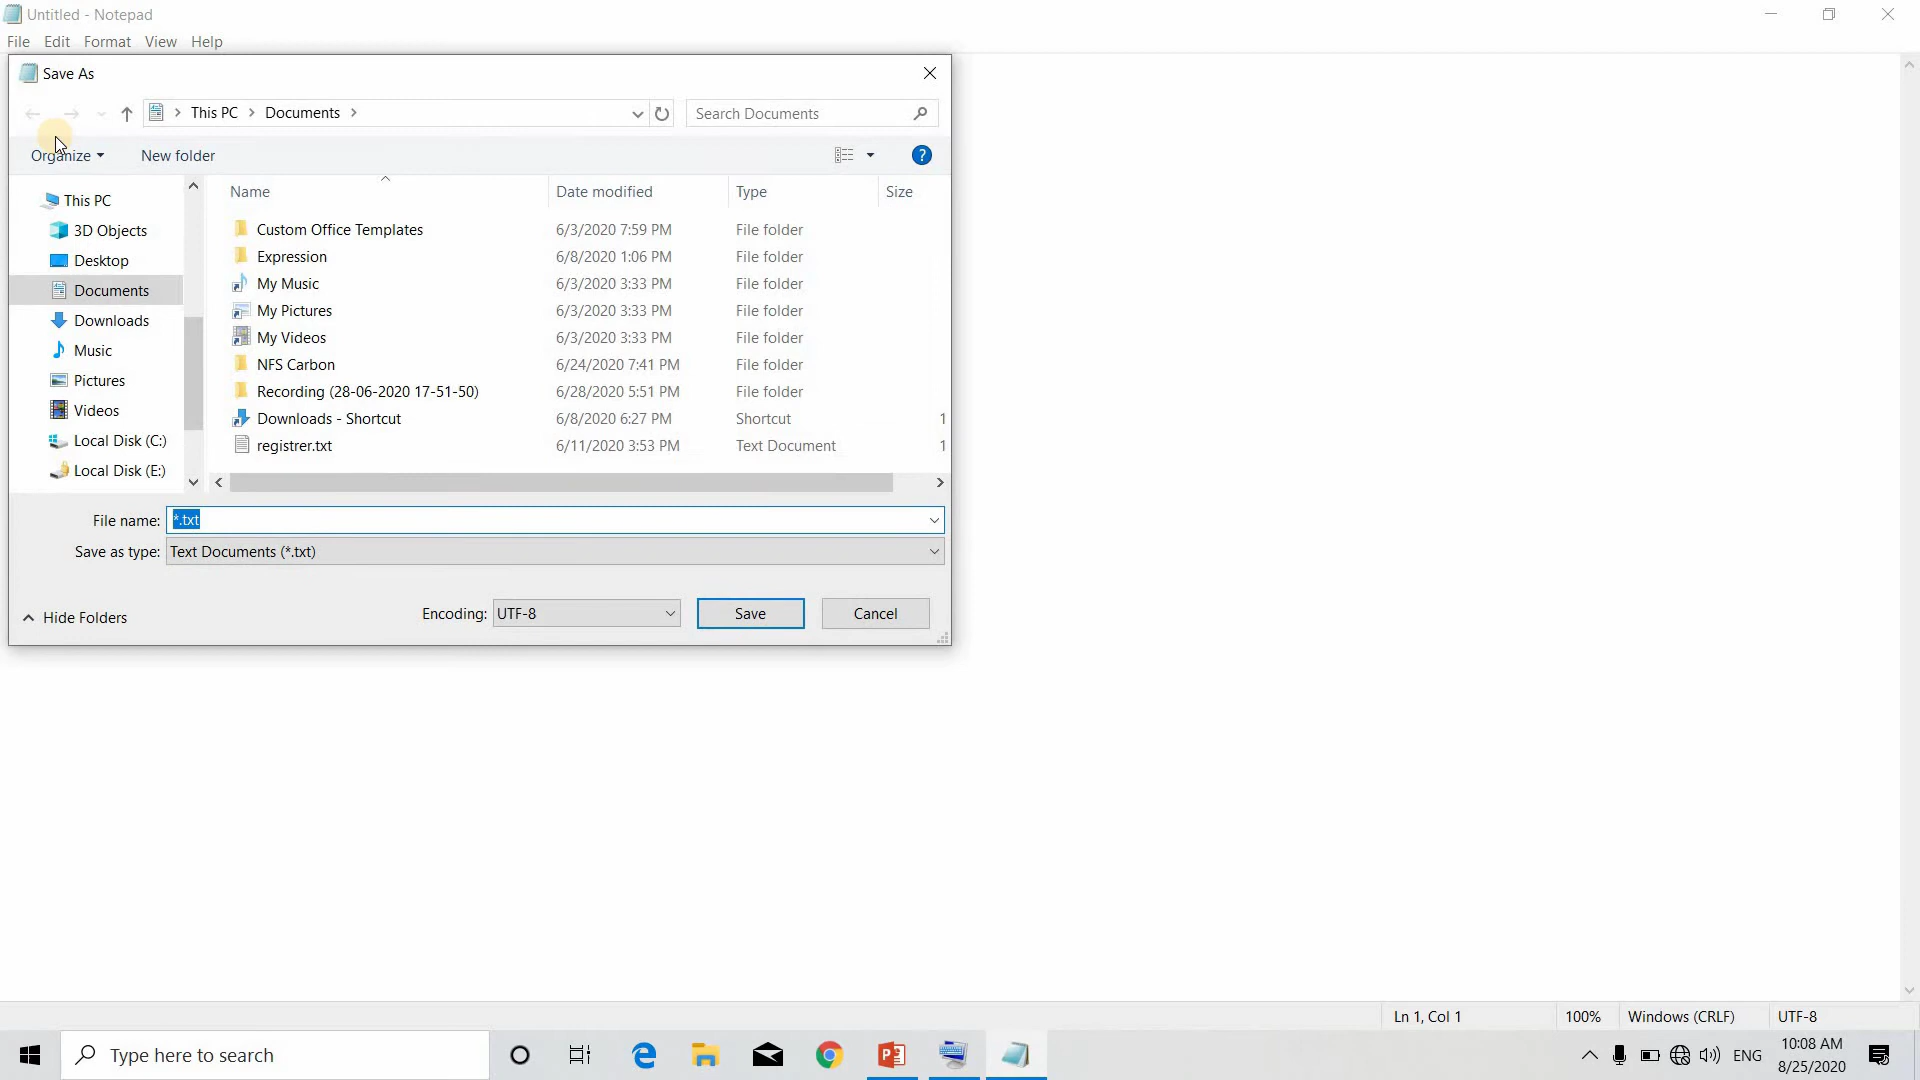 Untitled - Notepad
File Edit Format View Help
Save As
This PC Documents
Search Documents
Organize New folder
Name Date modified Type Size
This PC
3D Objects
Desktop
Documents
Downloads
Music
Pictures
Videos
Local Disk (C:)
Local Disk (E:)
Custom Office Templates 6/3/2020 7:59 PM File folder
Expression 6/8/2020 1:06 PM File folder
My Music 6/3/2020 3:33 PM File folder
My Pictures 6/3/2020 3:33 PM File folder
My Videos 6/3/2020 3:33 PM File folder
NFS Carbon 6/24/2020 7:41 PM File folder
Recording (28-06-2020 17-51-50) 6/28/2020 5:51 PM File folder
Downloads - Shortcut 6/8/2020 6:27 PM Shortcut 1
registrer.txt 6/11/2020 3:53 PM Text Document 1
File name: *.txt
Save as type: Text Documents (*.txt)
Hide Folders
Encoding: UTF-8 Save Cancel
Ln 1, Col 1 100% Windows (CRLF) UTF-8
Type here to search
ENG
10:08 AM
8/25/2020